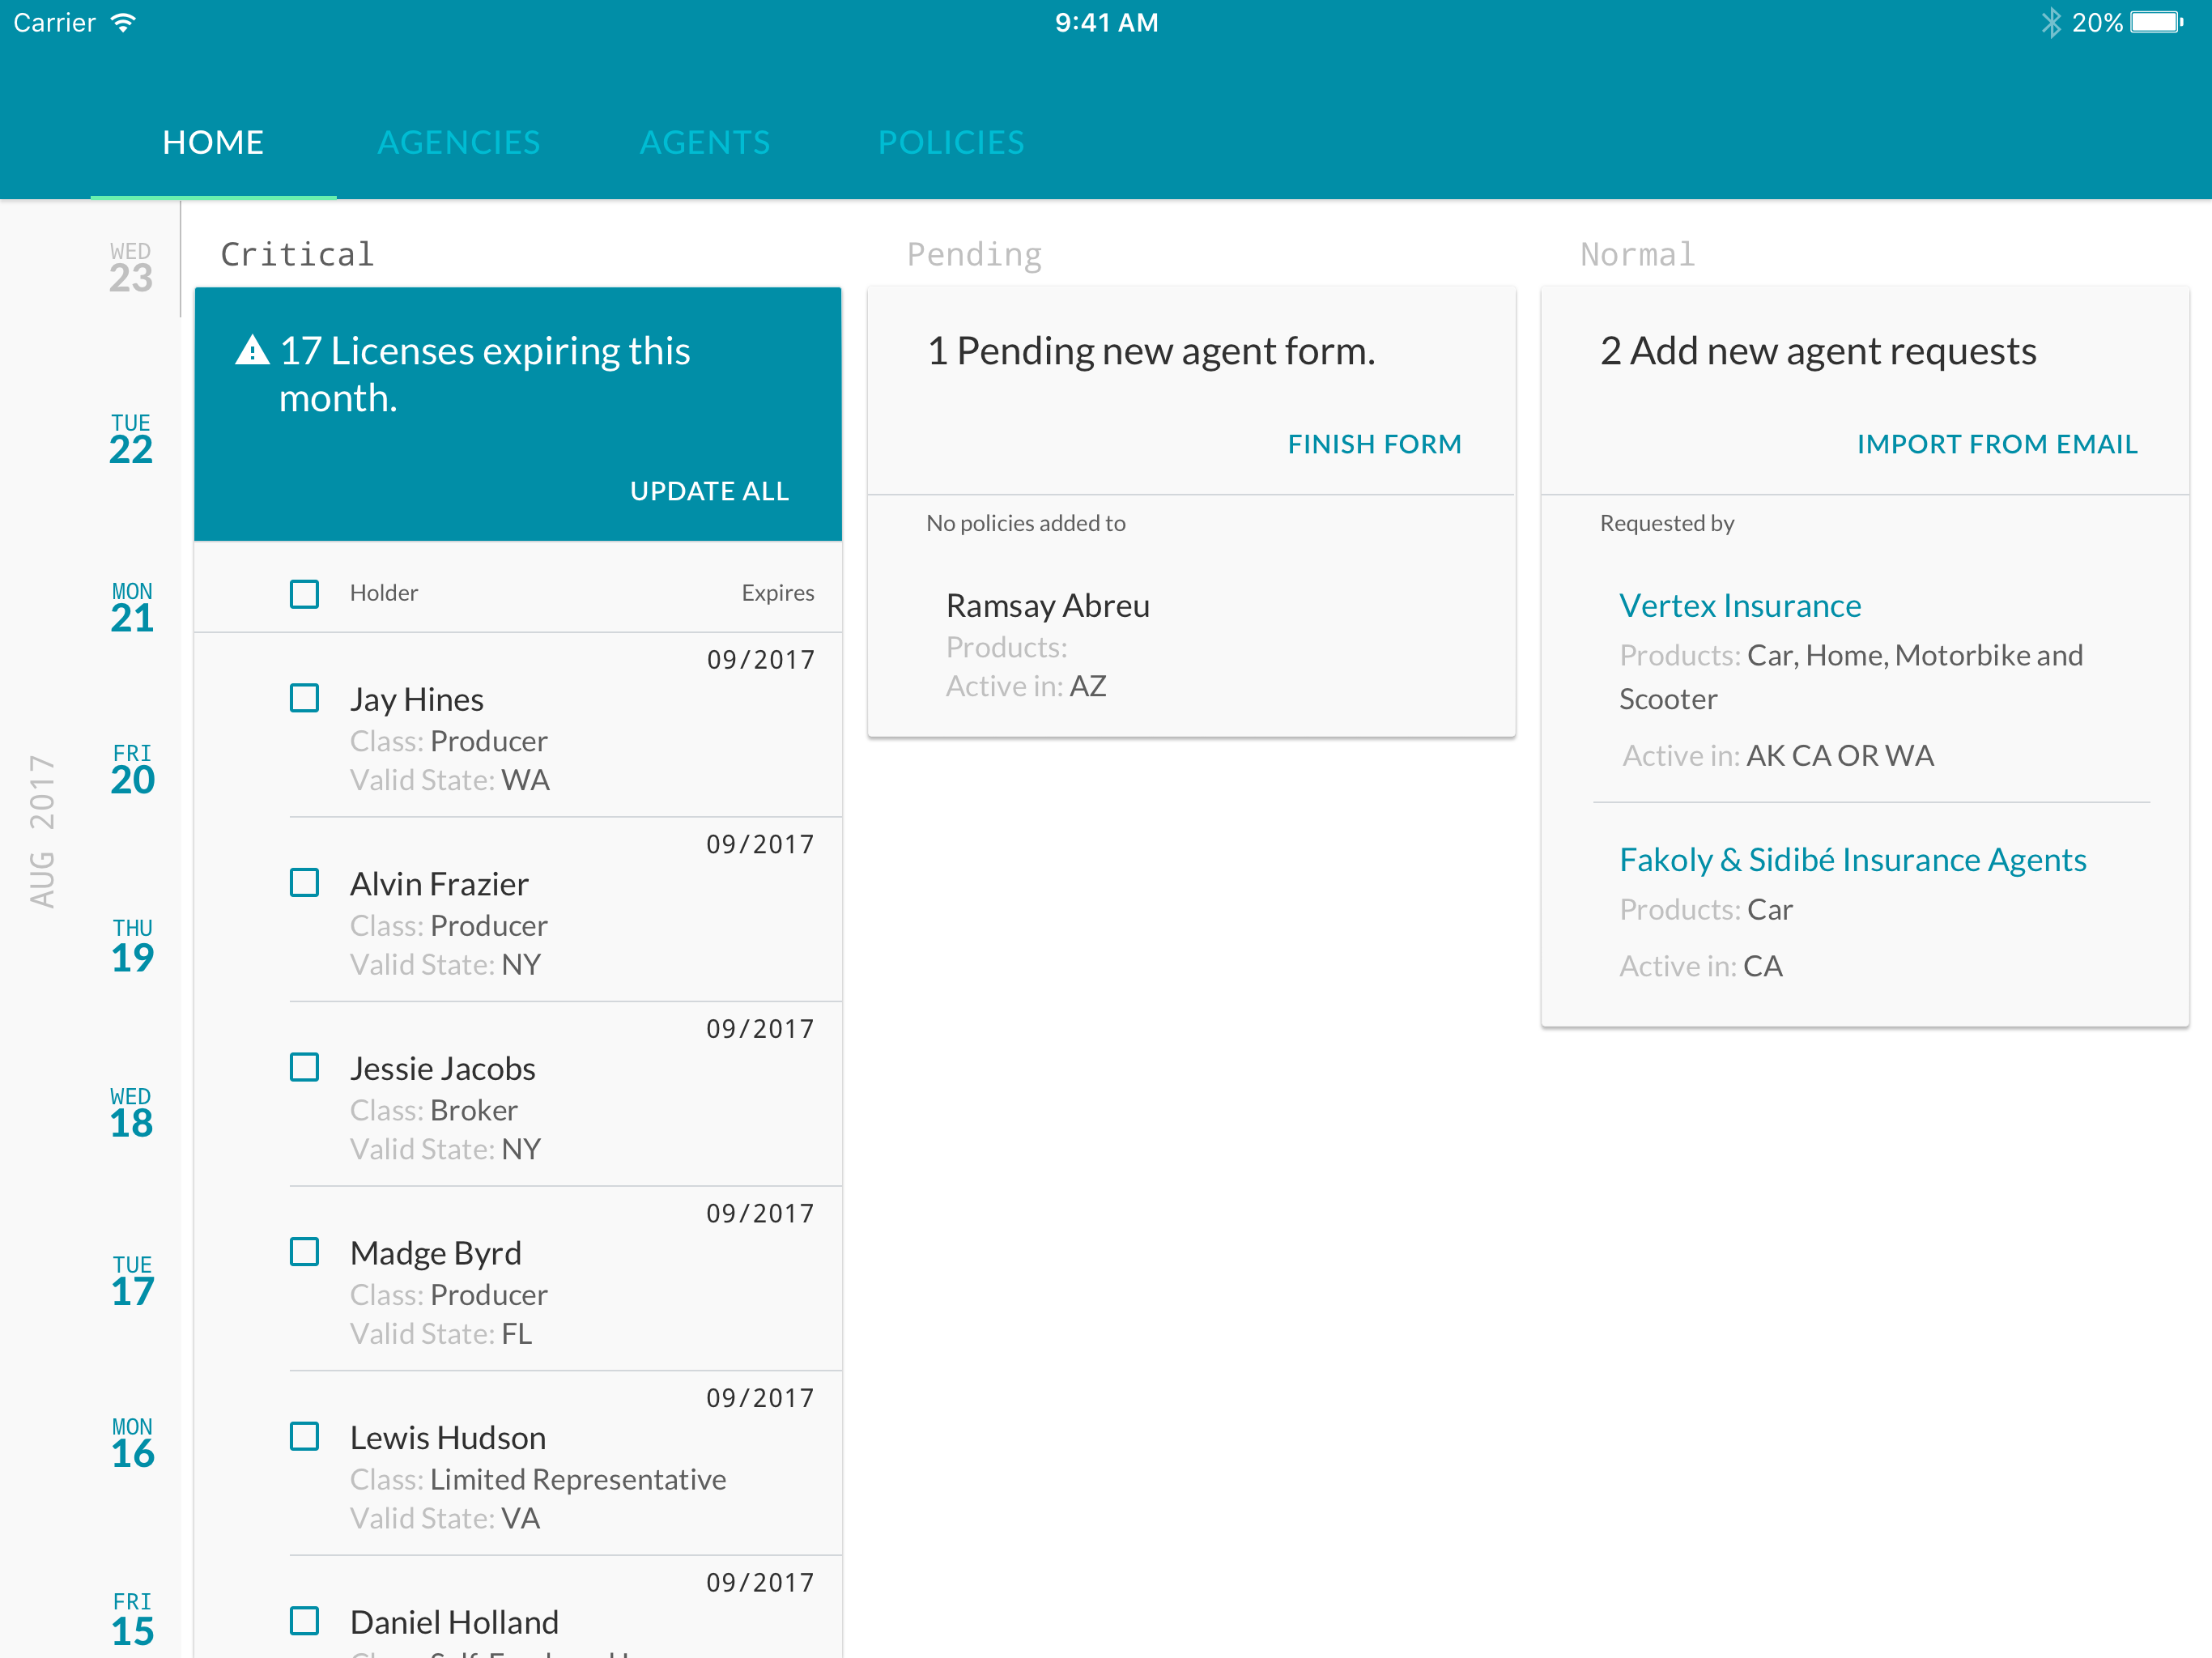 Carrier
9:41 AM
20%
HOME
AGENCIES
AGENTS
POLICIES
AUG 2017
WED
23
TUE
22
MON
21
FRI
20
THU
19
WED
18
TUE
17
MON
16
FRI
15
Critical
17 Licenses expiring this
month.
UPDATE ALL
Holder
Expires
09/2017
Jay Hines
Class: Producer
Valid State: WA
09/2017
Alvin Frazier
Class: Producer
Valid State: NY
09/2017
Jessie Jacobs
Class: Broker
Valid State: NY
09/2017
Madge Byrd
Class: Producer
Valid State: FL
09/2017
Lewis Hudson
Class: Limited Representative
Valid State: VA
09/2017
Daniel Holland
Pending
1 Pending new agent form.
FINISH FORM
No policies added to
Ramsay Abreu
Products:
Active in: AZ
Normal
2 Add new agent requests
IMPORT FROM EMAIL
Requested by
Vertex Insurance
Products: Car, Home, Motorbike and
Scooter
Active in: AK CA OR WA
Fakoly & Sidibé Insurance Agents
Products: Car
Active in: CA